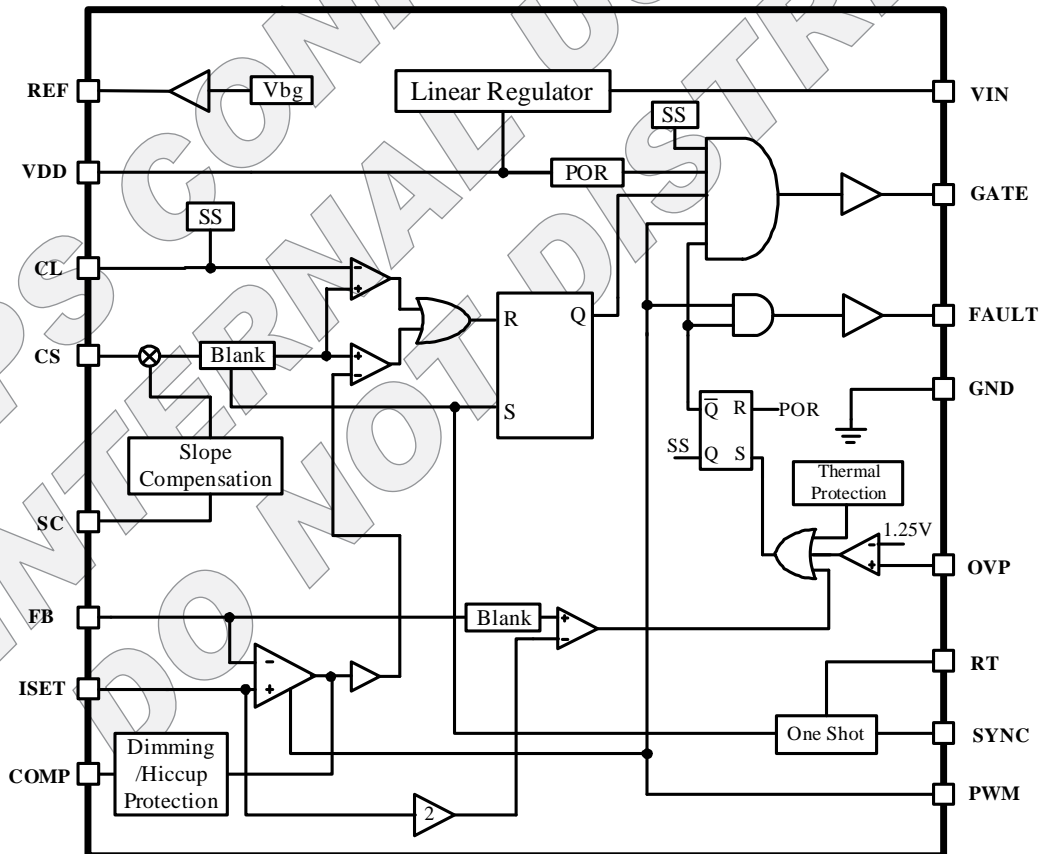 REF
Vbg
Linear Regulator
VIN
SS
VDD
POR
GATE
SS
CL
R
Q
FAULT
CS
Blank
GND
S
Q R POR
SS Q S
Slope
Compensation
Thermal
Protection
SC
1.25V
OVP
FB
Blank
RT
ISET
One Shot
SYNC
Dimming
/Hiccup
Protection
COMP
2
PWM
- + + - - + + - - +
DO NOT